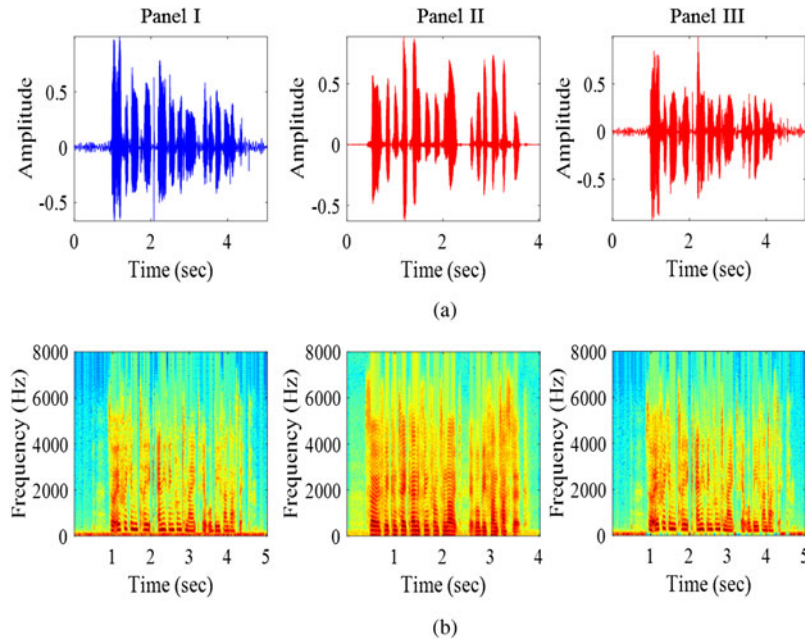 Panel I Panel II Panel III
Amplitude Amplitude Amplitude
0.5 0.5 0.5
0 0 0
-0.5 -0.5 -0.5
0 2 4 0 2 4 0 2 4
Time (sec) Time (sec) Time (sec)
(a)
Frequency (Hz) Frequency (Hz) Frequency (Hz)
8000 8000 8000
6000 6000 6000
4000 4000 4000
2000 2000 2000
0 0 0
1 2 3 4 5 1 2 3 4 1 2 3 4 5
Time (sec) Time (sec) Time (sec)
(b)